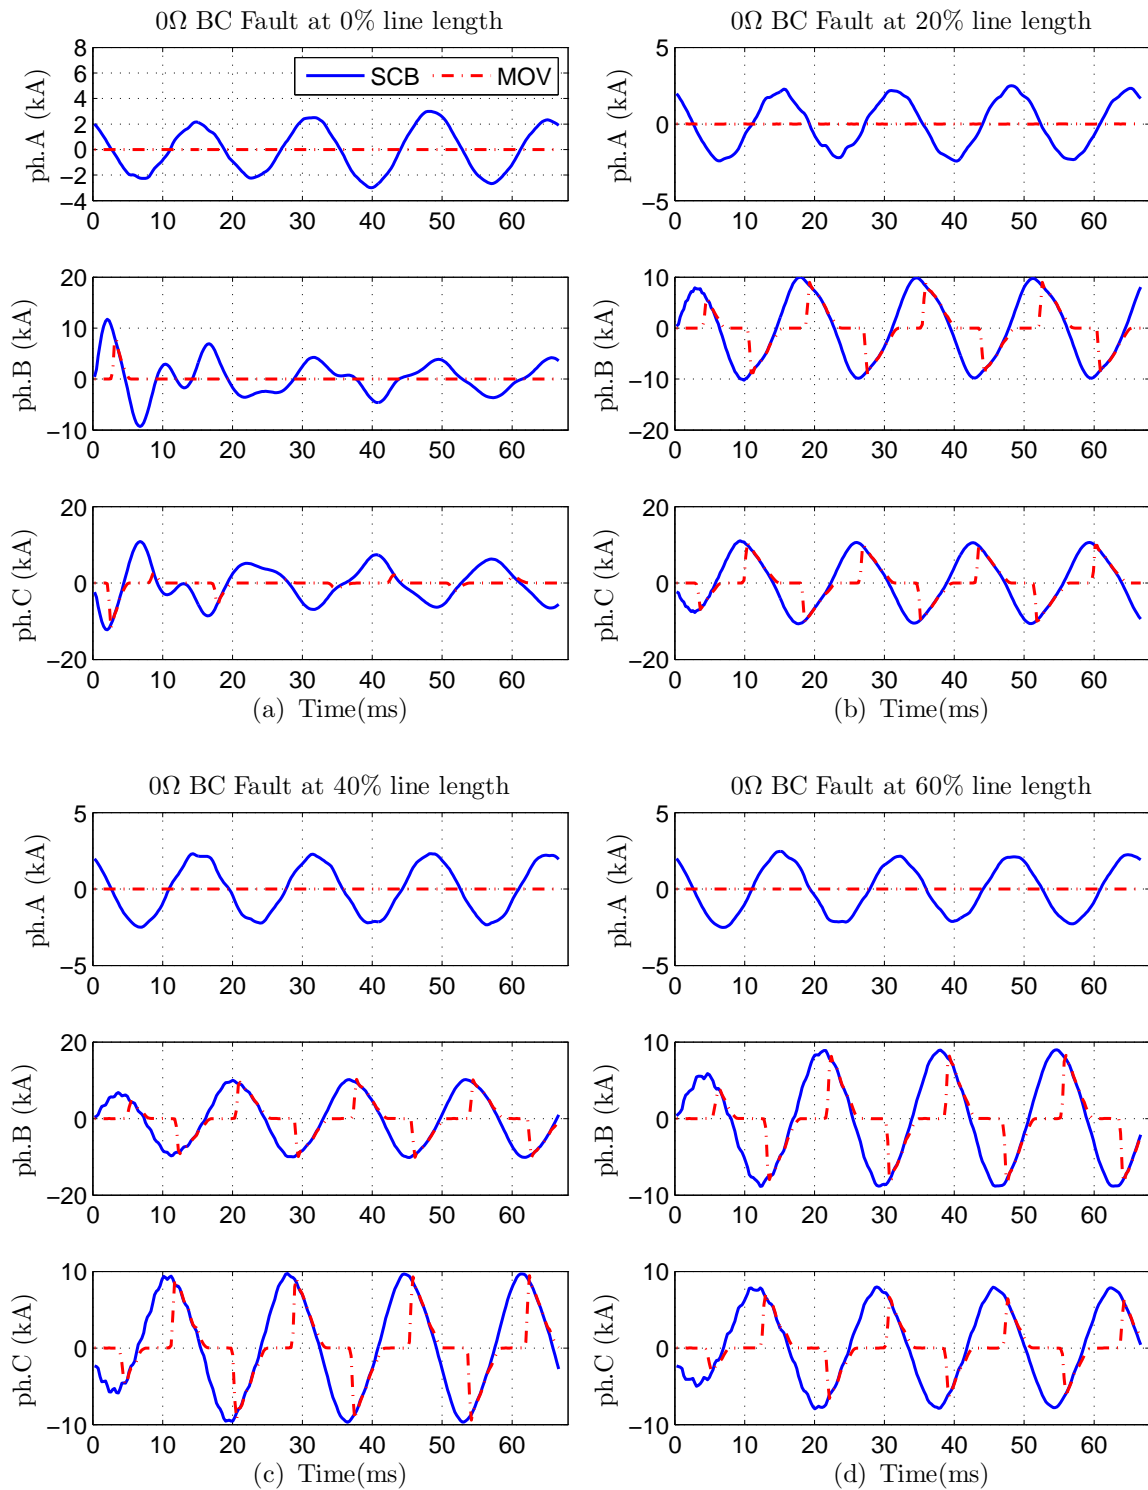 0Ω BC Fault at 0% line length
8
6
4
2
0
−2
−4
ph.A (kA)
SCB
MOV
0 10 20 30 40 50 60
20
10
0
−10
ph.B (kA)
0 10 20 30 40 50 60
20
0
−20
ph.C (kA)
0 10 20 30 40 50 60
(a) Time(ms)
0Ω BC Fault at 20% line length
5
0
−5
ph.A (kA)
0 10 20 30 40 50 60
10
0
−10
−20
ph.B (kA)
0 10 20 30 40 50 60
20
0
−20
ph.C (kA)
0 10 20 30 40 50 60
(b) Time(ms)
0Ω BC Fault at 40% line length
5
0
−5
ph.A (kA)
0 10 20 30 40 50 60
20
0
−20
ph.B (kA)
0 10 20 30 40 50 60
10
0
−10
ph.C (kA)
0 10 20 30 40 50 60
(c) Time(ms)
0Ω BC Fault at 60% line length
5
0
−5
ph.A (kA)
0 10 20 30 40 50 60
10
0
−10
ph.B (kA)
0 10 20 30 40 50 60
10
0
−10
ph.C (kA)
0 10 20 30 40 50 60
(d) Time(ms)